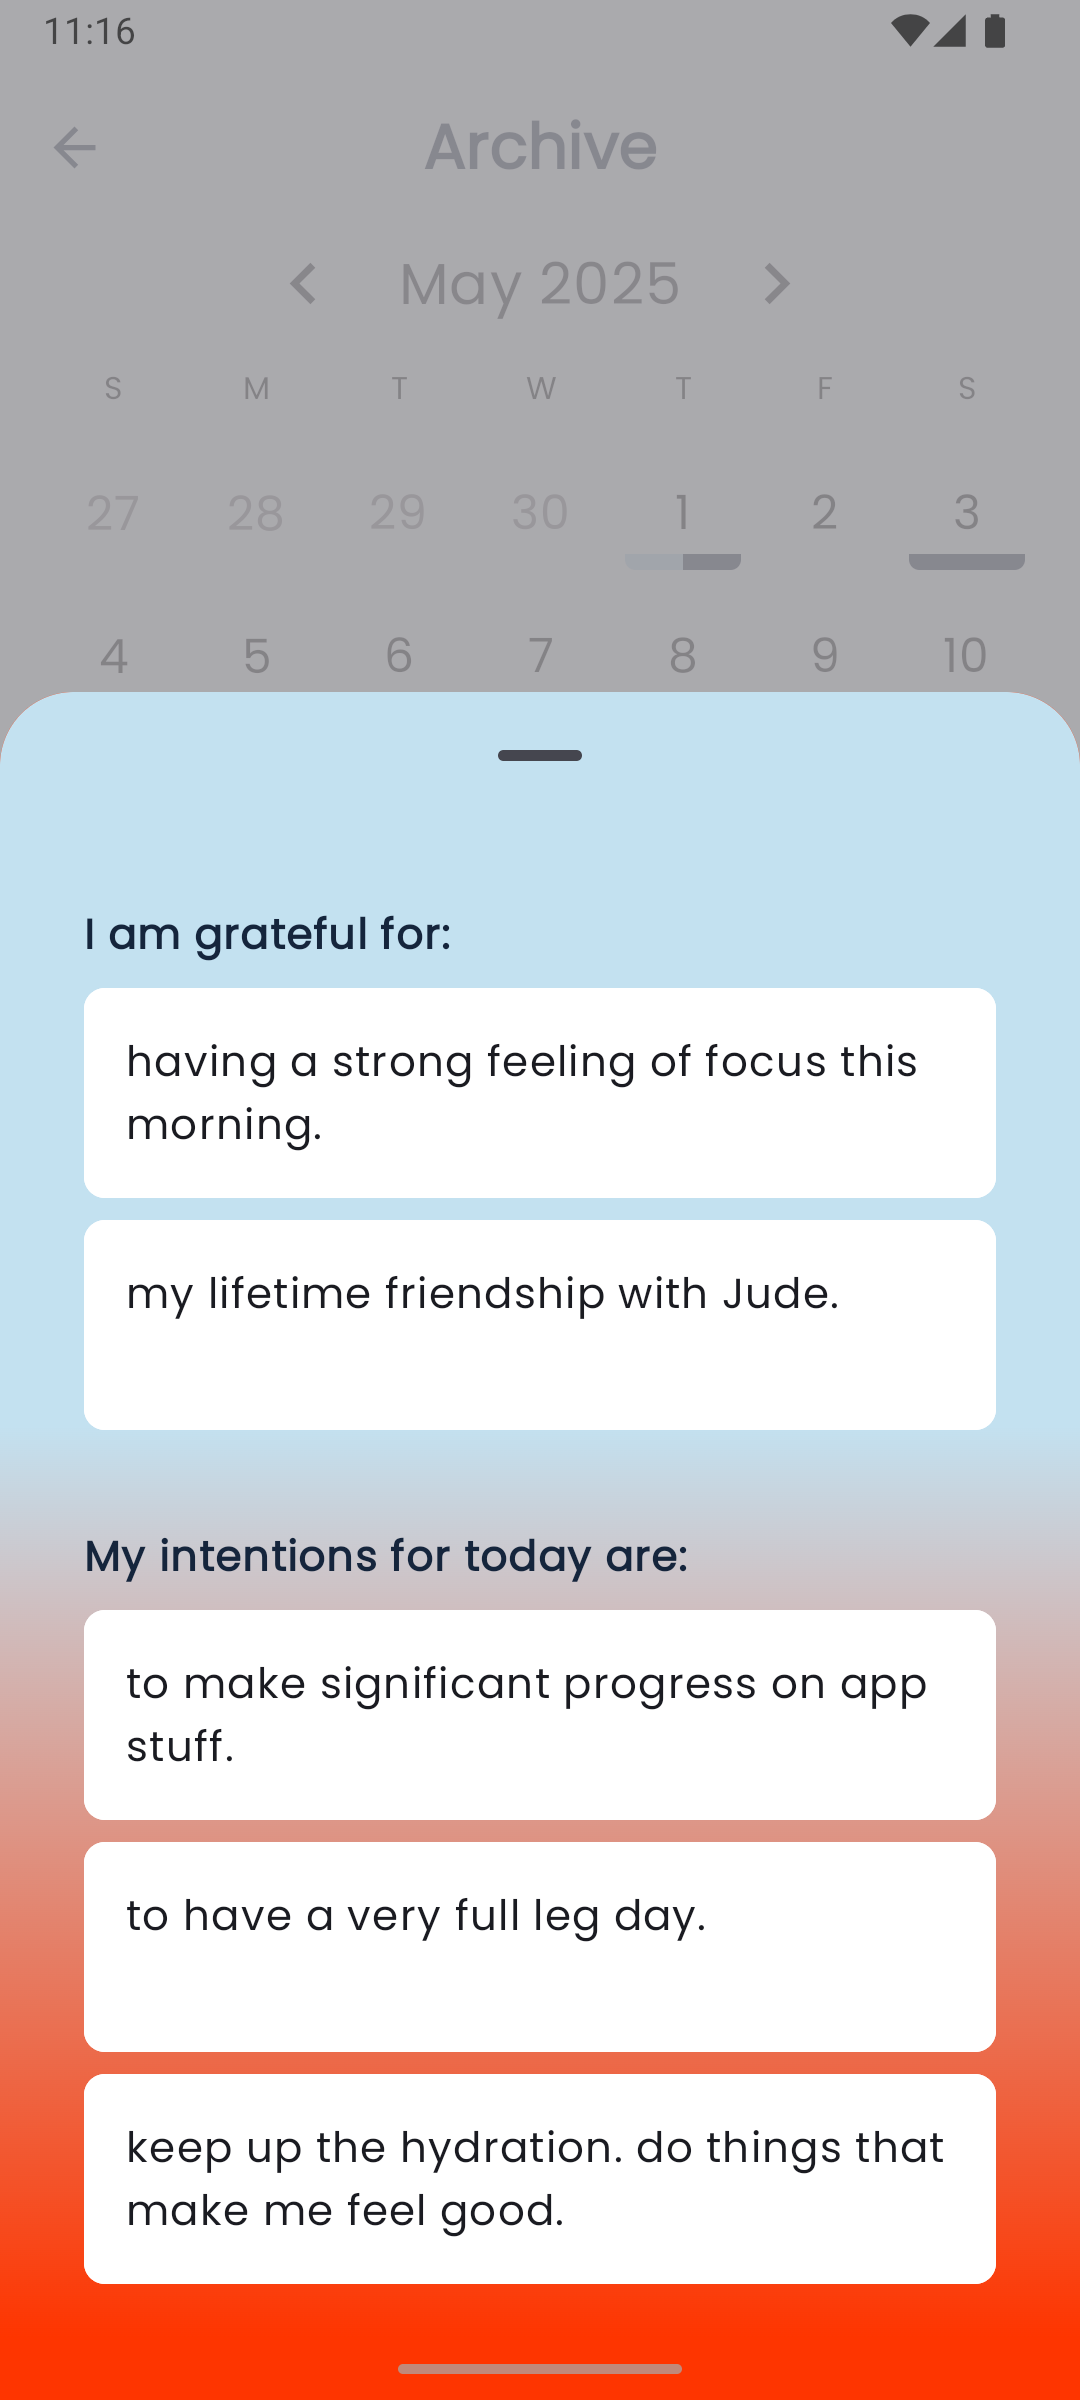 11:16
Archive
May 2025
S M T W T F S
27 28 29 30 1 2 3
4 5 6 7 8 9 10
I am grateful for:
having a strong feeling of focus this
morning.
my lifetime friendship with Jude.
My intentions for today are:
to make significant progress on app
stuff.
to have a very full leg day.
keep up the hydration. do things that
make me feel good.